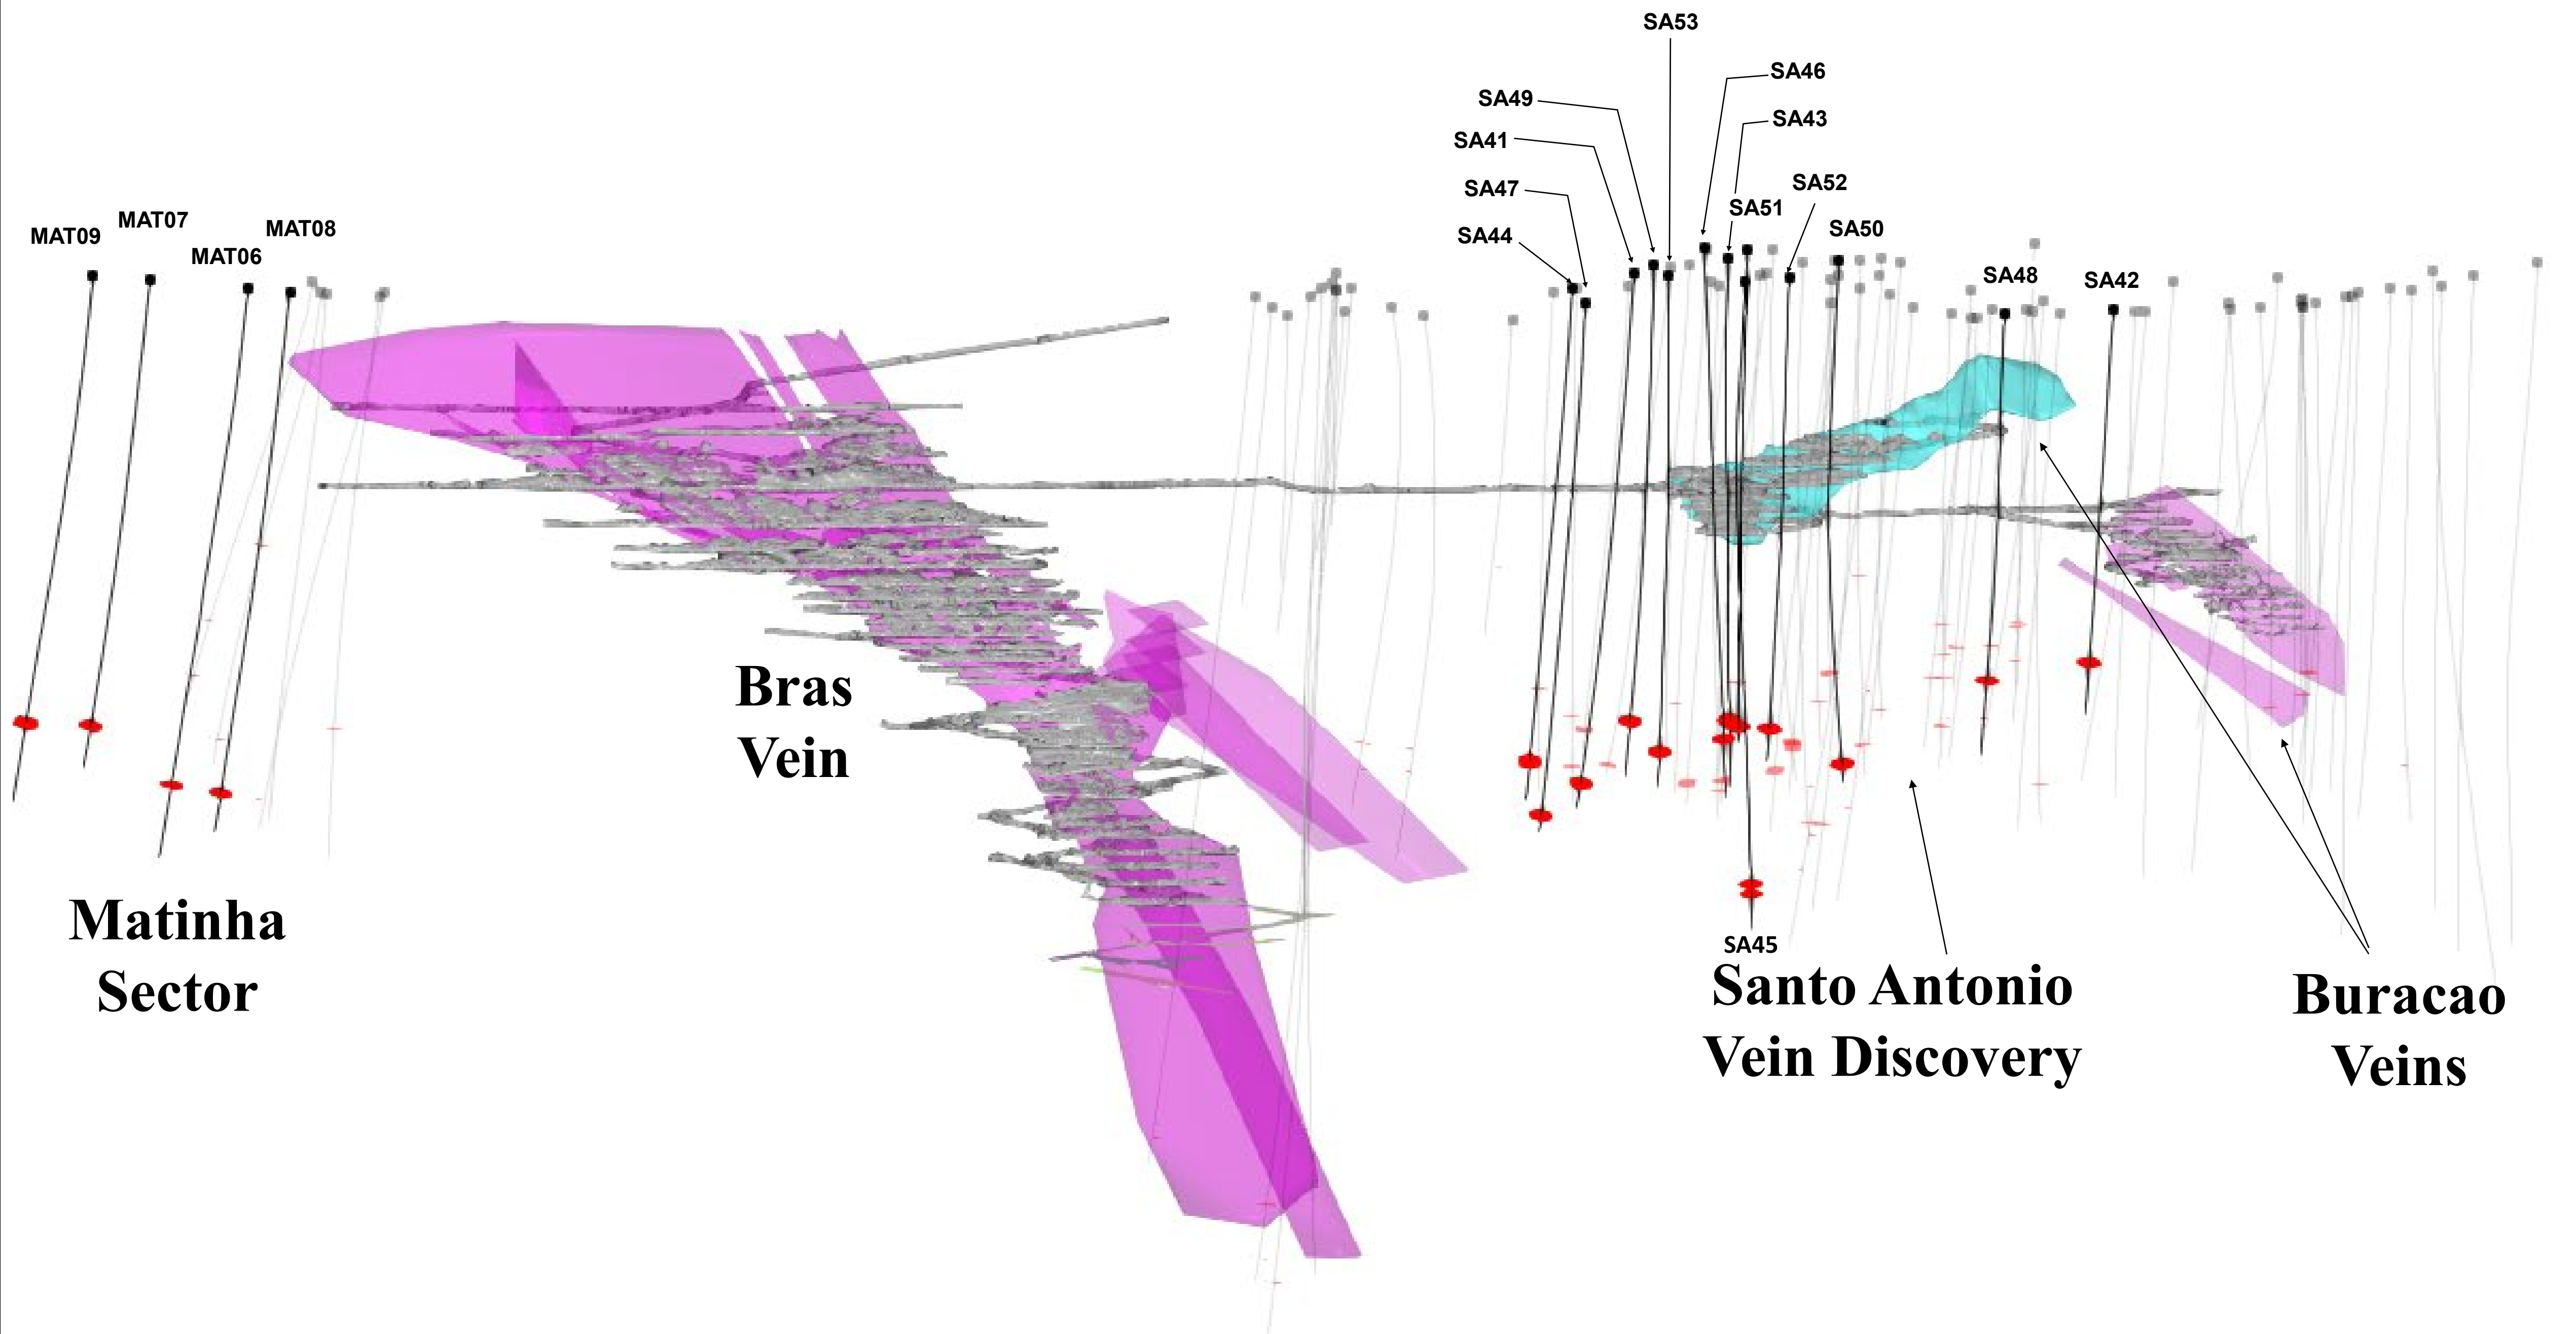 SA53
SA46
SA49
SA43
SA41
SA52
SA47
SA51
MAT07
MAT08
SA50
MAT09
SA44
MAT06
SA48
SA42
Bras
Vein
Matinha
Sector
SA45
Santo Antonio
Vein Discovery
Buracao
Veins